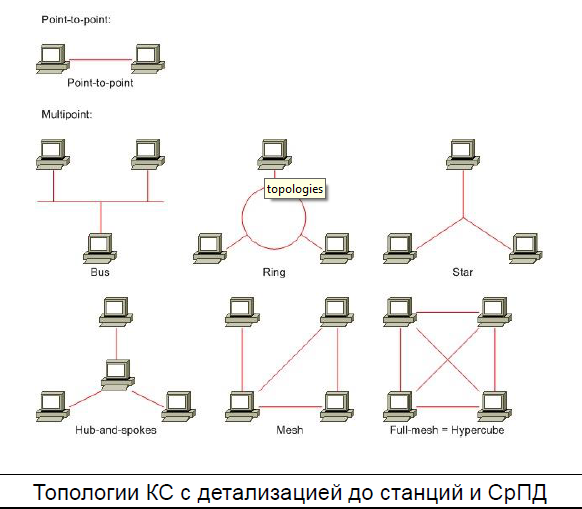 Point-to-point:
Point-to-point
Multipoint:
topologies
Bus
Ring
Star
Hub-and-spokes
Mesh
Full-mesh = Hypercube
Топологии КС с детализацией до станций и СрПД